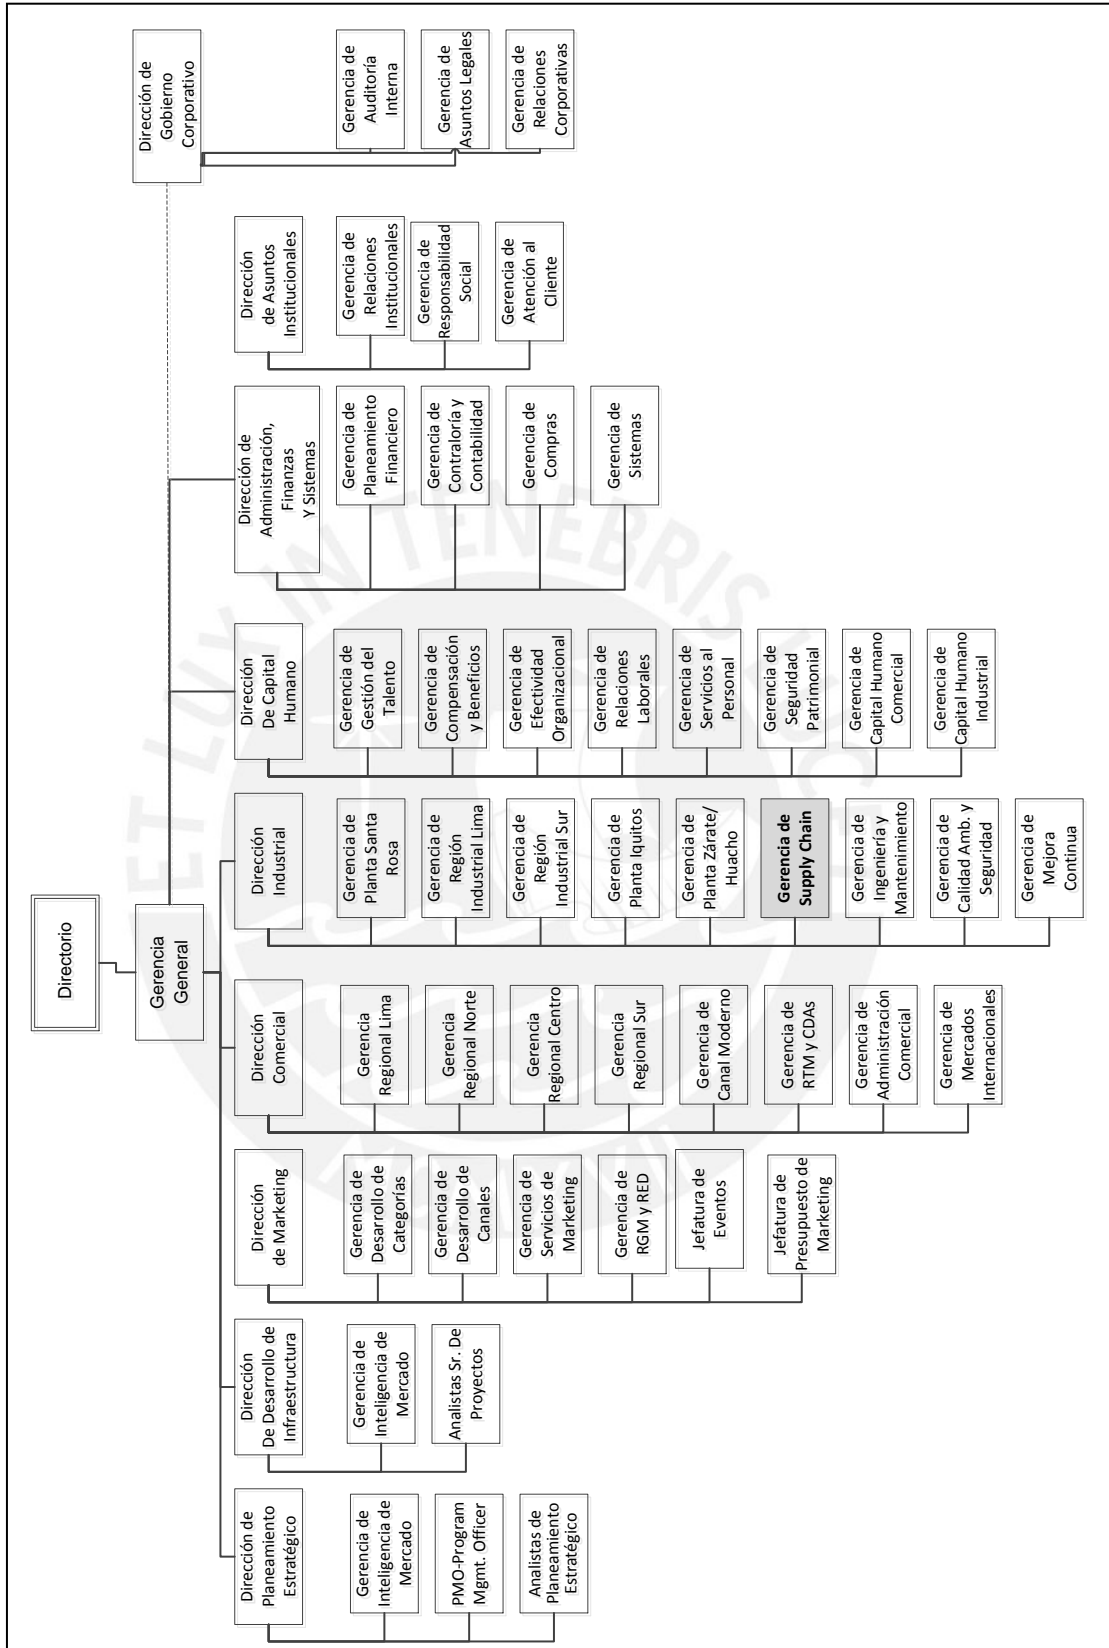 Directorio
Gerencia
General
Dirección de
Gobierno
Corporativo
Gerencia de
Auditoría
Interna
Gerencia de
Asuntos Legales
Gerencia de
Relaciones
Corporativas
Dirección de
Planeamiento
Estratégico
Gerencia de
Inteligencia de
Mercado
PMO-Program
Mgmt. Officer
Analistas de
Planeamiento
Estratégico
Dirección
De Desarrollo de
Infraestructura
Gerencia de
Inteligencia de
Mercado
Analistas Sr. De
Proyectos
Dirección
de Marketing
Gerencia de
Desarrollo de
Categorías
Gerencia de
Desarrollo de
Canales
Gerencia de
Servicios de
Marketing
Gerencia de
RGM y RED
Jefatura de
Eventos
Jefatura de
Presupuesto de
Marketing
Dirección
Comercial
Gerencia
Regional Lima
Gerencia
Regional Norte
Gerencia
Regional Centro
Gerencia
Regional Sur
Gerencia de
Canal Moderno
Gerencia de
RTM y CDAs
Gerencia de
Administración
Comercial
Gerencia de
Mercados
Internacionales
Dirección
Industrial
Gerencia de
Planta Santa
Rosa
Gerencia de
Región
Industrial Lima
Gerencia de
Región
Industrial Sur
Gerencia de
Planta Iquitos
Gerencia de
Planta Zárate/
Huacho
Gerencia de
Supply Chain
Gerencia de
Ingeniería y
Mantenimiento
Gerencia de
Calidad Amb. y
Seguridad
Gerencia de
Mejora
Continua
Dirección
De Capital
Humano
Gerencia de
Gestión del
Talento
Gerencia de
Compensación
y Beneficios
Gerencia de
Efectividad
Organizacional
Gerencia de
Relaciones
Laborales
Gerencia de
Servicios al
Personal
Gerencia de
Seguridad
Patrimonial
Gerencia de
Capital Humano
Comercial
Gerencia de
Capital Humano
Industrial
Dirección de
Administración,
Finanzas
Y Sistemas
Gerencia de
Planeamiento
Financiero
Gerencia de
Contraloría y
Contabilidad
Gerencia de
Compras
Gerencia de
Sistemas
Dirección
de Asuntos
Institucionales
Gerencia de
Relaciones
Institucionales
Gerencia de
Responsabilidad
Social
Gerencia de
Atención al
Cliente
ET LUX IN TENEBRIS LUCET